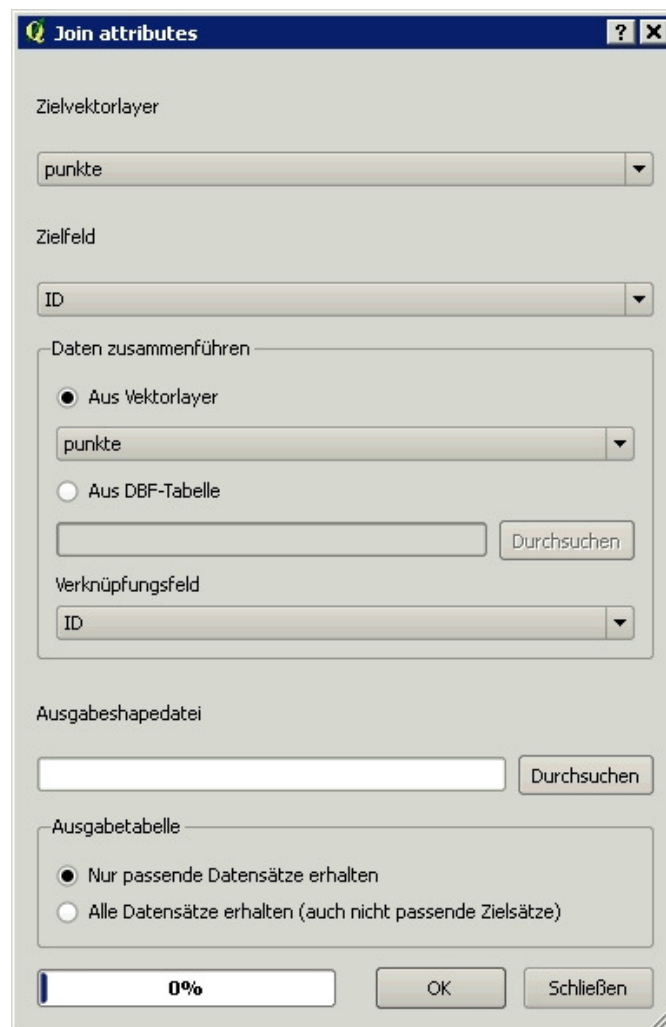 Join attributes
Zielvektorlayer
punkte
Zielfeld
ID
Daten zusammenführen
Aus Vektorlayer
punkte
Aus DBF-Tabelle
Durchsuchen
Verknüpfungsfeld
ID
Ausgabeshapedatei
Durchsuchen
Ausgabetabelle
Nur passende Datensätze erhalten
Alle Datensätze erhalten (auch nicht passende Zielsätze)
0% OK Schließen